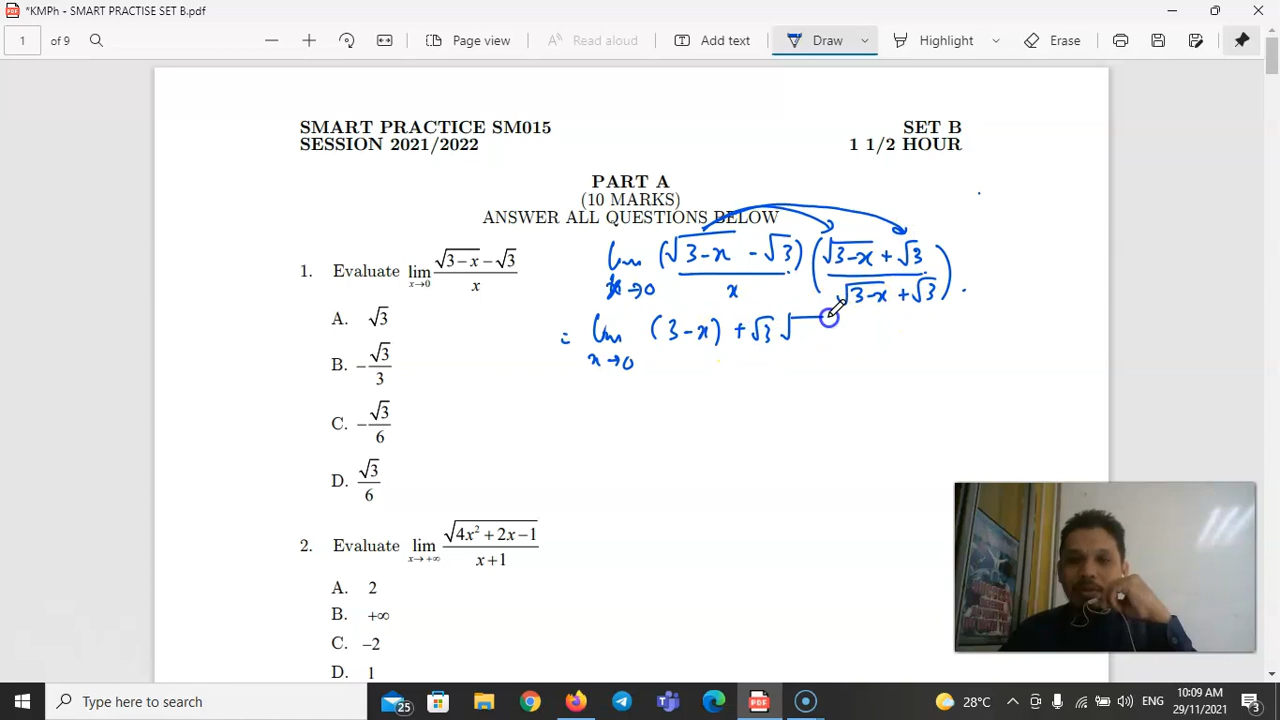 *KMPh - SMART PRACTISE SET B.pdf
1 of 9
Page view
Read aloud
Add text
Draw
Highlight
Erase
SMART PRACTICE SM015
SET B
SESSION 2021/2022
1 1/2 HOUR
PART A
(10 MARKS)
ANSWER ALL QUESTIONS BELOW
1. Evaluate lim x→0 (√(3−x) − √3)/x
lim x→0 (√(3−x) − √3)/x ((√(3−x) + √3)/(√(3−x) + √3)).
= lim x→0 (3−x) + √3 √
A. √3
B. −√3/3
C. −√3/6
D. √3/6
2. Evaluate lim x→+∞ √(4x² + 2x − 1)/(x+1)
A. 2
B. +∞
C. −2
D. 1
Type here to search
25
28°C
ENG
10:09 AM
29/11/2021
3